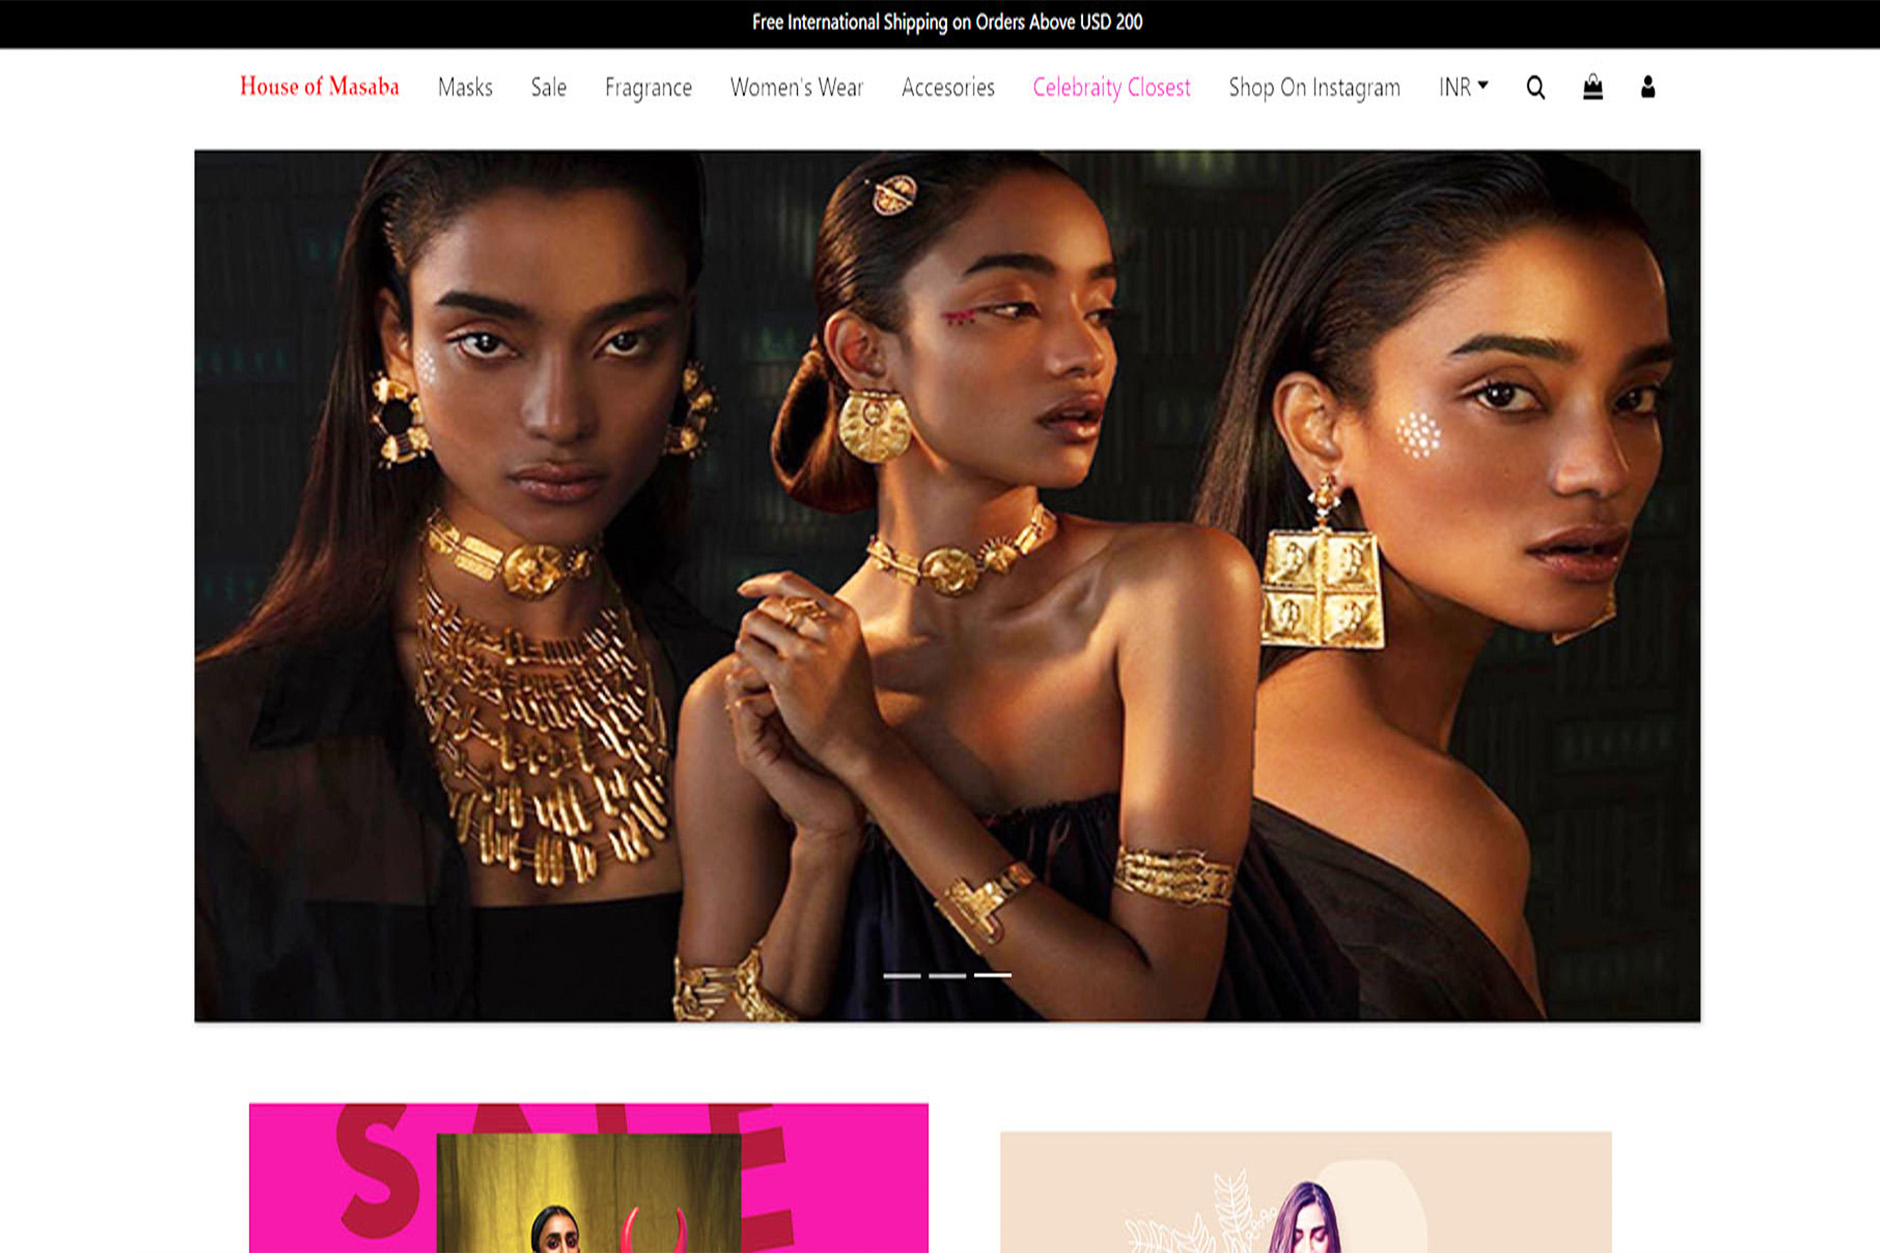 Free International Shipping on Orders Above USD 200
House of Masaba Masks Sale Fragrance Women's Wear Accesories Celebraity Closest Shop On Instagram INR
SALE